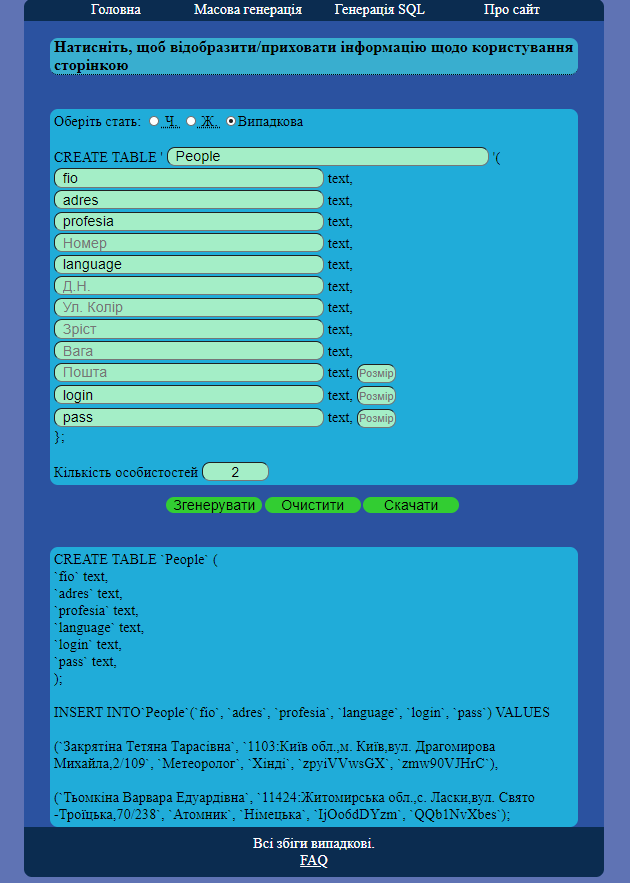 Головна Масова генерація Генерація SQL Про сайт
Натисніть, щоб відобразити/приховати інформацію щодо користування
сторінкою
Оберіть стать: Ч. Ж. Випадкова
CREATE TABLE ' People '(
fio text,
adres text,
profesia text,
Номер text,
language text,
Д.Н. text,
Ул. Колір text,
Зріст text,
Вага text,
Пошта text, Розмір
login text, Розмір
pass text, Розмір
};
Кількість особистостей 2
Згенерувати Очистити Скачати
CREATE TABLE `People` (
`fio` text,
`adres` text,
`profesia` text,
`language` text,
`login` text,
`pass` text,
);
INSERT INTO`People`(`fio`, `adres`, `profesia`, `language`, `login`, `pass`) VALUES
(`Закрятіна Тетяна Тарасівна`, `1103:Київ обл.,м. Київ,вул. Драгомирова
Михайла,2/109`, `Метеоролог`, `Хінді`, `zpyiVVwsGX`, `zmw90VJHrC`),
(`Тьомкіна Варвара Едуардівна`, `11424:Житомирська обл.,с. Ласки,вул. Свято
-Троїцька,70/238`, `Атомник`, `Німецька`, `IjOo6dDYzm`, `QQb1NvXbes`);
Всі збіги випадкові.
FAQ